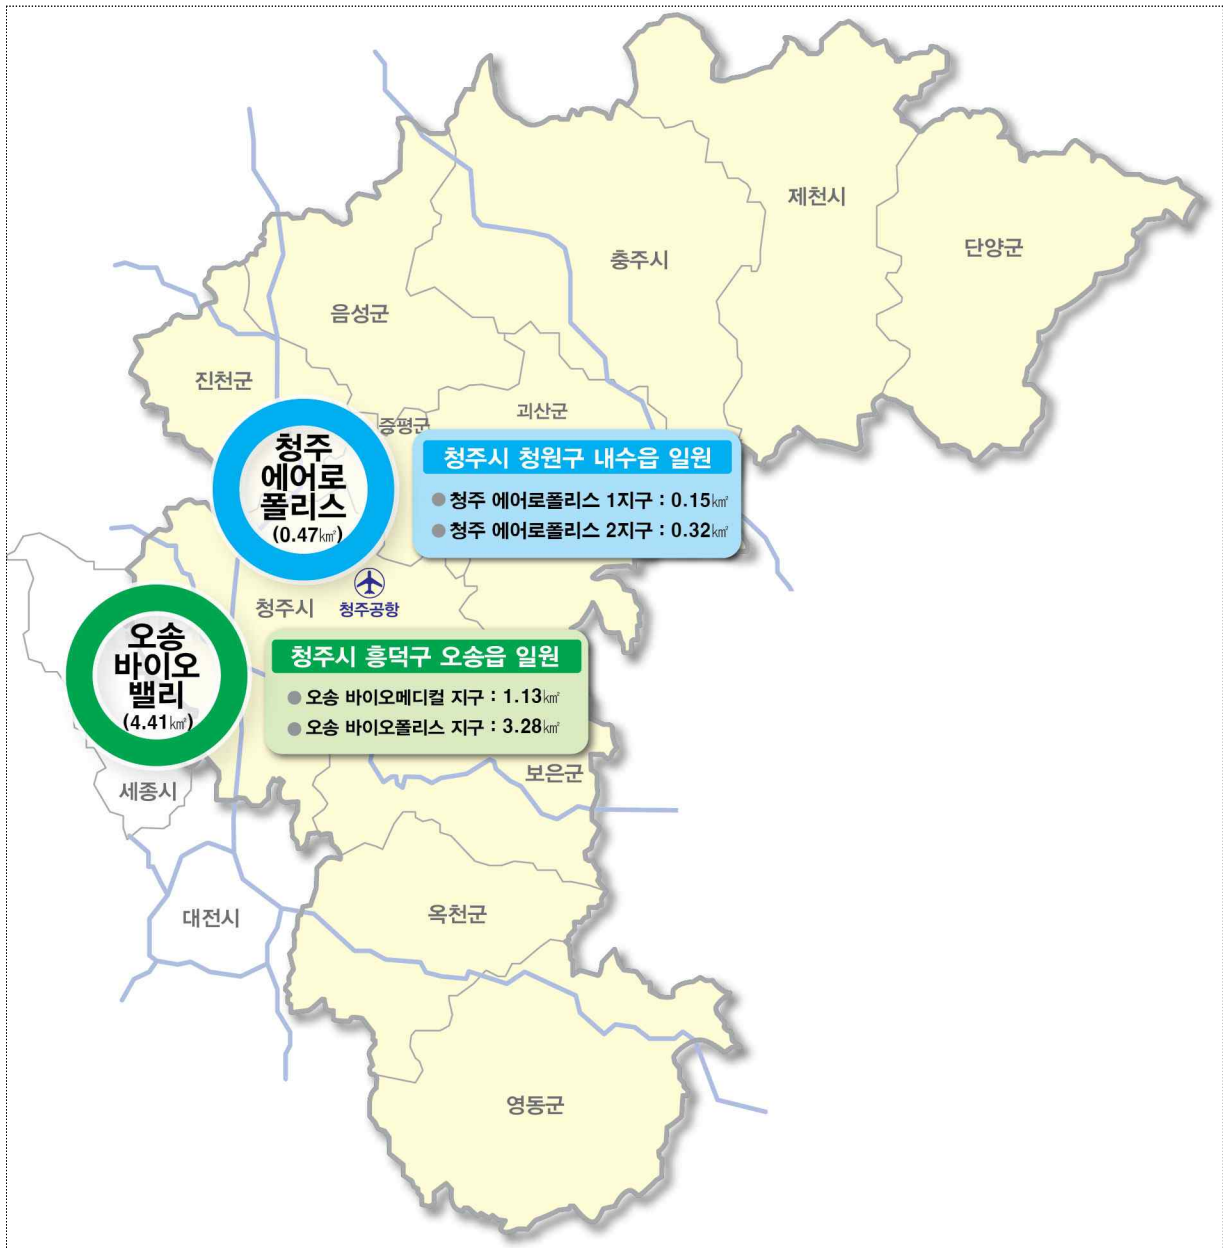 제천시
단양군
충주시
음성군
진천군
괴산군
증평군
청주
에어로
폴리스
(0.47㎢)
청주시 청원구 내수읍 일원
청주 에어로폴리스 1지구 : 0.15㎢
청주 에어로폴리스 2지구 : 0.32㎢
청주시
청주공항
오송
바이오
밸리
(4.41㎢)
청주시 흥덕구 오송읍 일원
오송 바이오메디컬 지구 : 1.13㎢
오송 바이오폴리스 지구 : 3.28㎢
보은군
세종시
대전시
옥천군
영동군